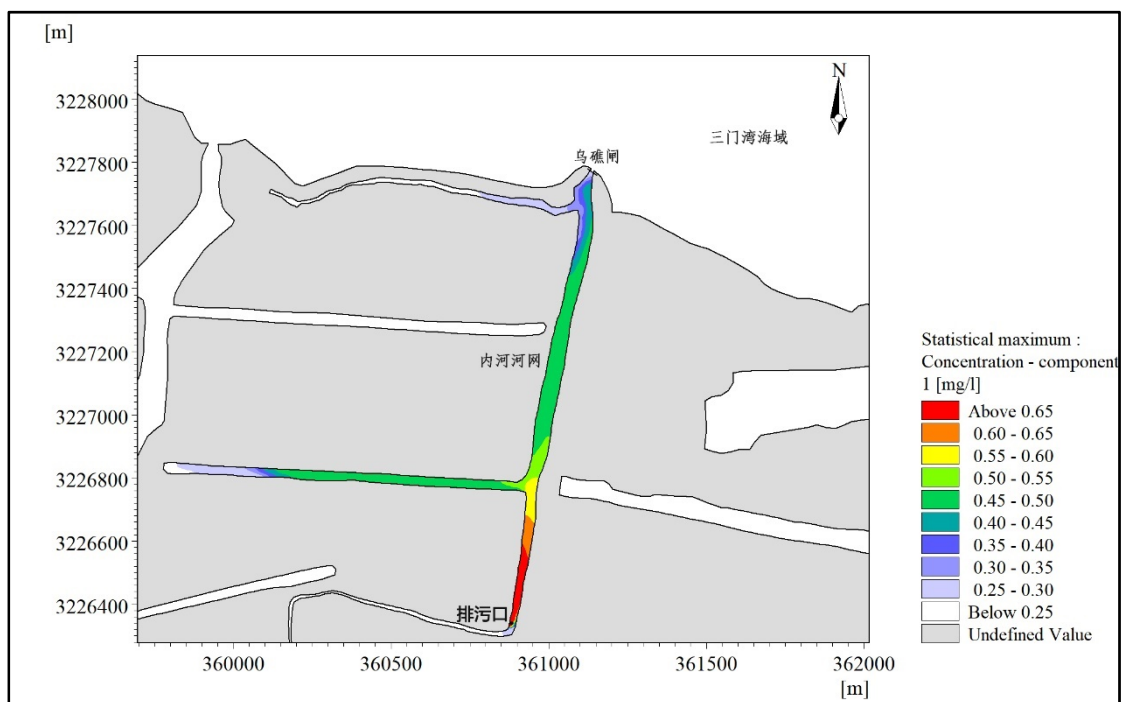 [m]
N
3228000
三门湾海域
乌礁闸
3227800
3227600
3227400
3227200
内河河网
3227000
3226800
3226600
3226400
排污口
360000
360500
361000
361500
362000
[m]
Statistical maximum :
Concentration - component
1 [mg/l]
Above 0.65
0.60 - 0.65
0.55 - 0.60
0.50 - 0.55
0.45 - 0.50
0.40 - 0.45
0.35 - 0.40
0.30 - 0.35
0.25 - 0.30
Below 0.25
Undefined Value